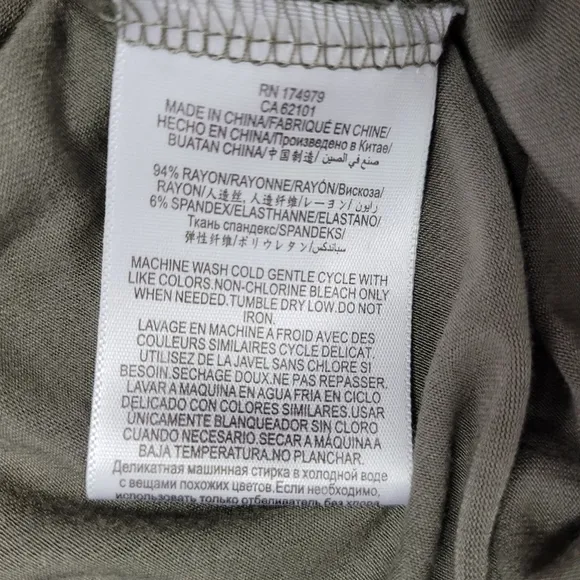 RN 174979
CA 62101
MADE IN CHINA/FABRIQUÉ EN CHINE/
HECHO EN CHINA/Произведено в Китае/
BUATAN CHINA/中国制造/ صنع في الصين/
94% RAYON/RAYONNE/RAYÓN/Вискоза/
RAYON/人造丝, 人造纤维/レーヨン/رايون/
6% SPANDEX/ELASTHANNE/ELASTANO/
Ткань спандекс/SPANDEKS/
弹性纤维/ポリウレタン/سباندكس/
MACHINE WASH COLD GENTLE CYCLE WITH
LIKE COLORS.NON-CHLORINE BLEACH ONLY
WHEN NEEDED.TUMBLE DRY LOW.DO NOT
IRON.
LAVAGE EN MACHINE A FROID AVEC DES
COULEURS SIMILAIRES CYCLE DELICAT.
UTILISEZ DE LA JAVEL SANS CHLORE SI
BESOIN.SECHAGE DOUX.NE PAS REPASSER.
LAVAR A MAQUINA EN AGUA FRIA EN CICLO
DELICADO CON COLORES SIMILARES.USAR
ÚNICAMENTE BLANQUEADOR SIN CLORO
CUANDO NECESARIO.SECAR A MÁQUINA A
BAJA TEMPERATURA.NO PLANCHAR.
Деликатная машинная стирка в холодной воде
с вещами похожих цветов.Если необходимо,
использовать только отбеливатель без хлора